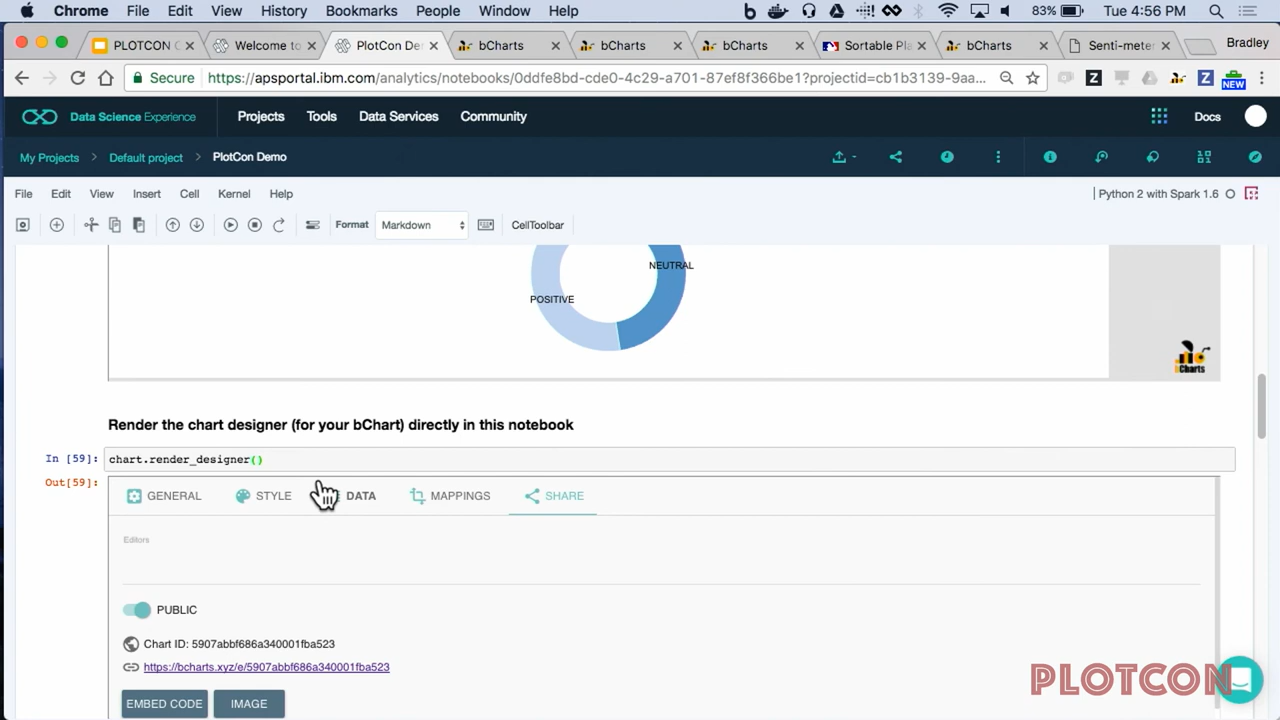 Chrome File Edit View History Bookmarks People Window Help 83% Tue 4:56 PM
PLOTCON C Welcome to PlotCon De bCharts bCharts bCharts Sortable Pla bCharts Senti-meter Bradley
Secure https://apsportal.ibm.com/analytics/notebooks/0ddfe8bd-cde0-4c29-a701-87ef8f366be1?projectid=cb1b3139-9aa... Z Z NEW
Data Science Experience Projects Tools Data Services Community Docs
My Projects > Default project > PlotCon Demo
File Edit View Insert Cell Kernel Help Python 2 with Spark 1.6
Format Markdown CellToolbar
NEUTRAL
POSITIVE
bCharts
Render the chart designer (for your bChart) directly in this notebook
In [59]: chart.render_designer()
Out[59]:
GENERAL STYLE DATA MAPPINGS SHARE
Editors
PUBLIC
Chart ID: 5907abbf686a340001fba523
https://bcharts.xyz/e/5907abbf686a340001fba523
EMBED CODE IMAGE
PLOTCON